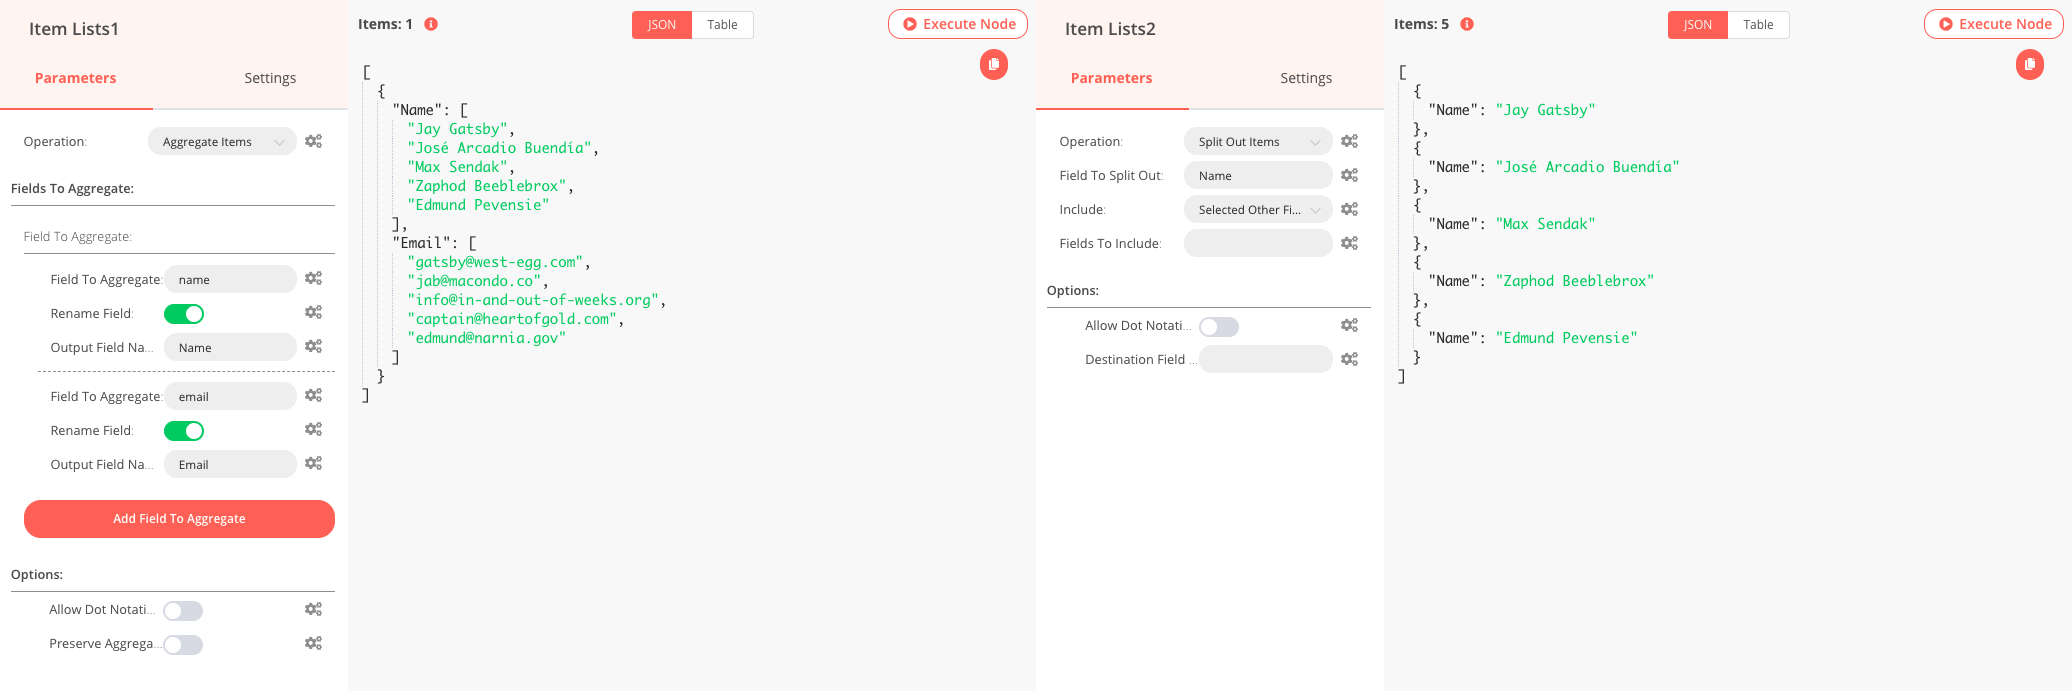 Item Lists1
Parameters Settings
Operation: Aggregate Items
Fields To Aggregate:
Field To Aggregate:
Field To Aggregate: name
Rename Field:
Output Field Na... Name
Field To Aggregate: email
Rename Field:
Output Field Na... Email
Add Field To Aggregate
Options:
Allow Dot Notati...
Preserve Aggrega...
Items: 1 JSON Table Execute Node
[
{
"Name": [
"Jay Gatsby",
"José Arcadio Buendía",
"Max Sendak",
"Zaphod Beeblebrox",
"Edmund Pevensie"
],
"Email": [
"gatsby@west-egg.com",
"jab@macondo.co",
"info@in-and-out-of-weeks.org",
"captain@heartofgold.com",
"edmund@narnia.gov"
]
}
]
Item Lists2
Parameters Settings
Operation: Split Out Items
Field To Split Out: Name
Include: Selected Other Fi...
Fields To Include:
Options:
Allow Dot Notati...
Destination Field ...
Items: 5 JSON Table Execute Node
[
{
"Name": "Jay Gatsby"
},
{
"Name": "José Arcadio Buendía"
},
{
"Name": "Max Sendak"
},
{
"Name": "Zaphod Beeblebrox"
},
{
"Name": "Edmund Pevensie"
}
]